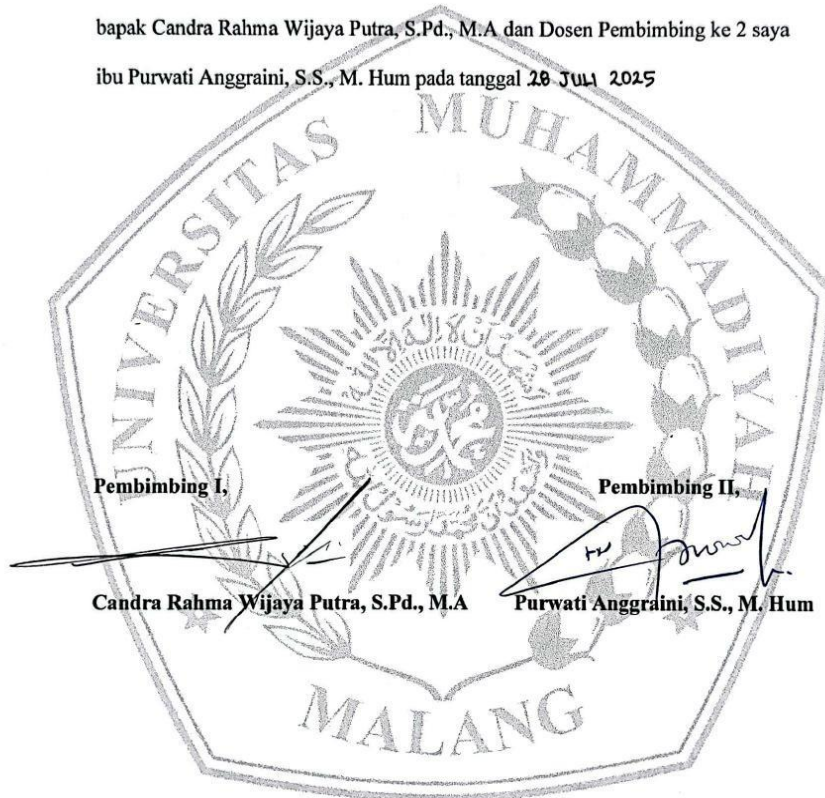 bapak Candra Rahma Wijaya Putra, S.Pd., M.A dan Dosen Pembimbing ke 2 saya
ibu Purwati Anggraini, S.S., M. Hum pada tanggal 28 JULI 2025
UNIVERSITAS MUHAMMADIYAH
Pembimbing I, Pembimbing II,
Candra Rahma Wijaya Putra, S.Pd., M.A Purwati Anggraini, S.S., M. Hum
MALANG